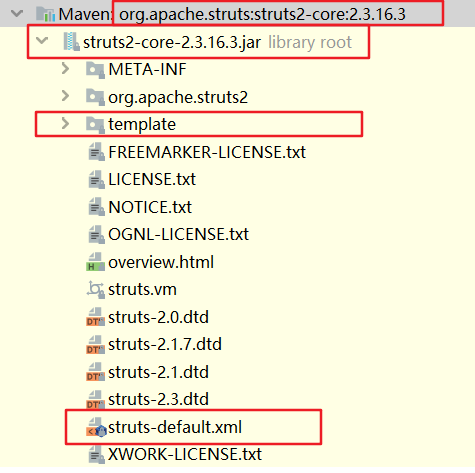 Maven: org.apache.struts:struts2-core:2.3.16.3
struts2-core-2.3.16.3.jar library root
META-INF
org.apache.struts2
template
FREEMARKER-LICENSE.txt
LICENSE.txt
NOTICE.txt
OGNL-LICENSE.txt
overview.html
struts.vm
struts-2.0.dtd
struts-2.1.7.dtd
struts-2.1.dtd
struts-2.3.dtd
struts-default.xml
XWORK-LICENSE.txt